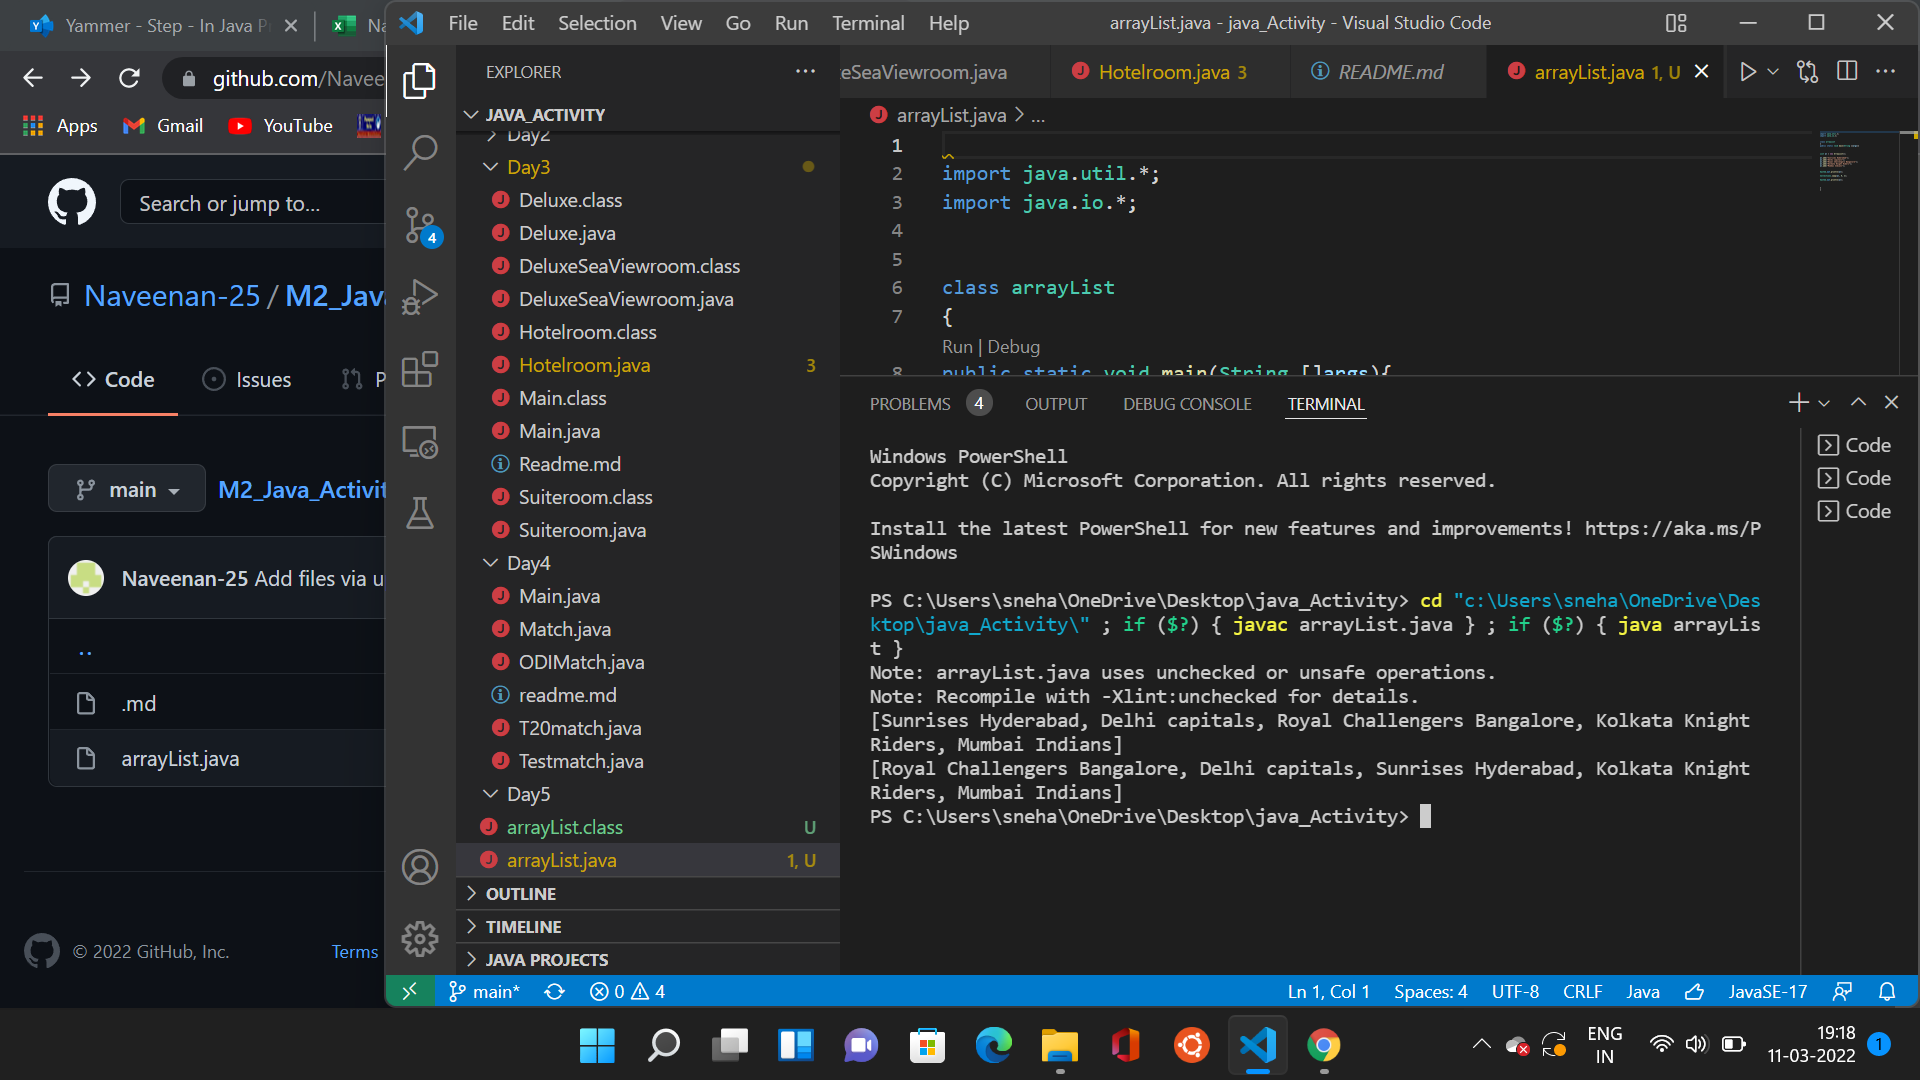 Yammer - Step - In Java P
Na
github.com/Navee
Apps
Gmail
YouTube
Search or jump to...
Naveenan-25 / M2_Jav
Code
Issues
P
main
M2_Java_Activit
Naveenan-25 Add files via u
..
.md
arrayList.java
© 2022 GitHub, Inc.
Terms
File Edit Selection View Go Run Terminal Help
arrayList.java - java_Activity - Visual Studio Code
EXPLORER
JAVA_ACTIVITY
Day2
Day3
Deluxe.class
Deluxe.java
DeluxeSeaViewroom.class
DeluxeSeaViewroom.java
Hotelroom.class
Hotelroom.java 3
Main.class
Main.java
Readme.md
Suiteroom.class
Suiteroom.java
Day4
Main.java
Match.java
ODIMatch.java
readme.md
T20match.java
Testmatch.java
Day5
arrayList.class U
arrayList.java 1, U
OUTLINE
TIMELINE
JAVA PROJECTS
4
eSeaViewroom.java
Hotelroom.java 3
README.md
arrayList.java 1, U
arrayList.java > ...
1
2 import java.util.*;
3 import java.io.*;
4
5
6 class arrayList
7 {
Run | Debug
8 public static void main(String []args){
PROBLEMS 4 OUTPUT DEBUG CONSOLE TERMINAL
Windows PowerShell
Copyright (C) Microsoft Corporation. All rights reserved.
Install the latest PowerShell for new features and improvements! https://aka.ms/P
SWindows
PS C:\Users\sneha\OneDrive\Desktop\java_Activity> cd "c:\Users\sneha\OneDrive\Des
ktop\java_Activity\" ; if ($?) { javac arrayList.java } ; if ($?) { java arrayLis
t }
Note: arrayList.java uses unchecked or unsafe operations.
Note: Recompile with -Xlint:unchecked for details.
[Sunrises Hyderabad, Delhi capitals, Royal Challengers Bangalore, Kolkata Knight
Riders, Mumbai Indians]
[Royal Challengers Bangalore, Delhi capitals, Sunrises Hyderabad, Kolkata Knight
Riders, Mumbai Indians]
PS C:\Users\sneha\OneDrive\Desktop\java_Activity>
Code
Code
Code
main* 0 4
Ln 1, Col 1 Spaces: 4 UTF-8 CRLF Java JavaSE-17
ENG
IN
19:18
11-03-2022
1